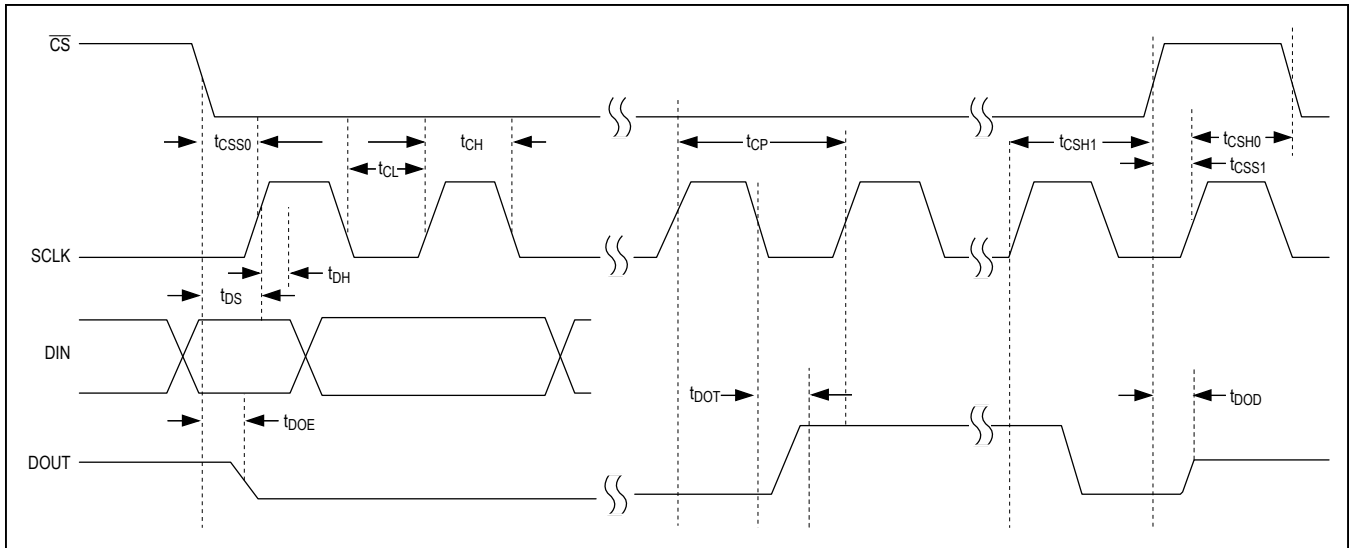 CS
tCSS0
tCH
tCL
tCP
tCSH1
tCSH0
tCSS1
SCLK
tDH
tDS
DIN
tDOT
tDOE
tDOD
DOUT